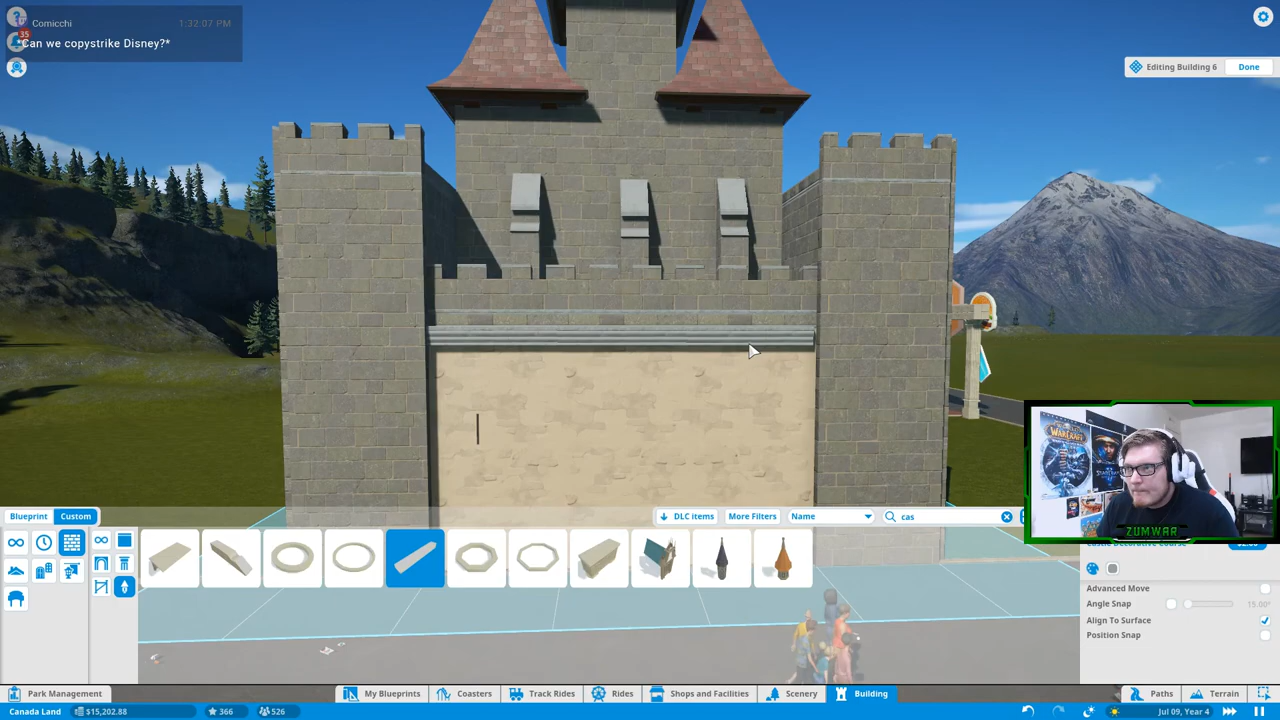 Comicchi
1:32:07 PM
35
*Can we copystrike Disney?*
Editing Building 6
Done
Blueprint
Custom
DLC items
More Filters
Name
cas
WARCRAFT
ZUMWAR
Advanced Move
Angle Snap
15.00°
Align To Surface
Position Snap
Park Management
My Blueprints
Coasters
Track Rides
Rides
Shops and Facilities
Scenery
Building
Paths
Terrain
Canada Land
$15,202.88
366
526
Jul 09, Year 4